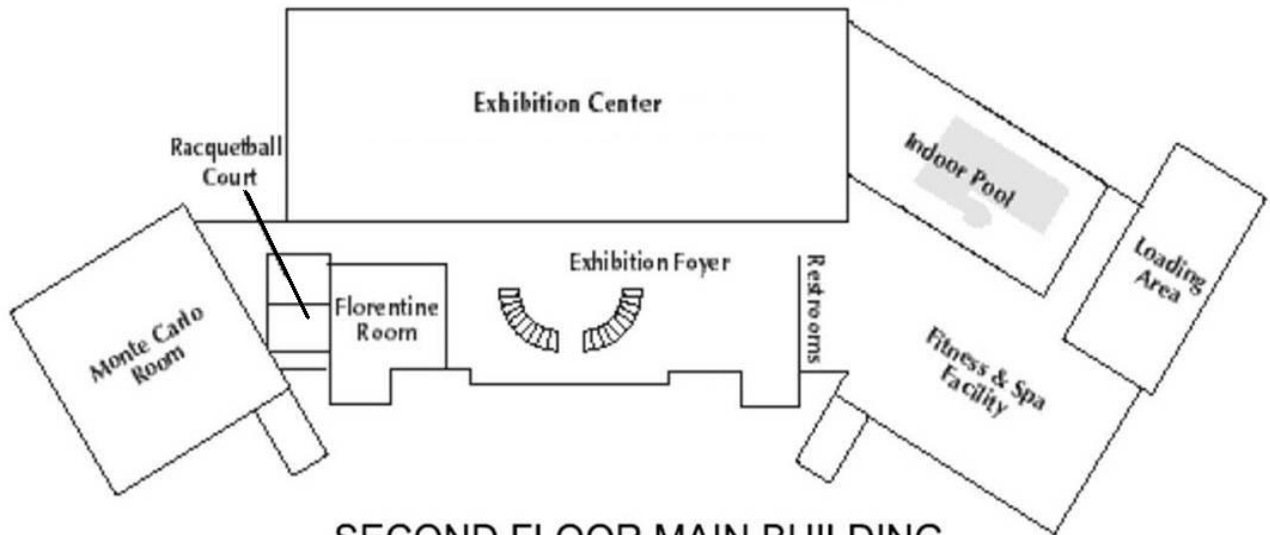 Exhibition Center
Racquetball
Court
Indoor Pool
Loading
Area
Exhibition Foyer
Restrooms
Florentine
Room
Monte Carlo
Room
Fitness & Spa
Facility
SECOND FLOOR MAIN BUILDING